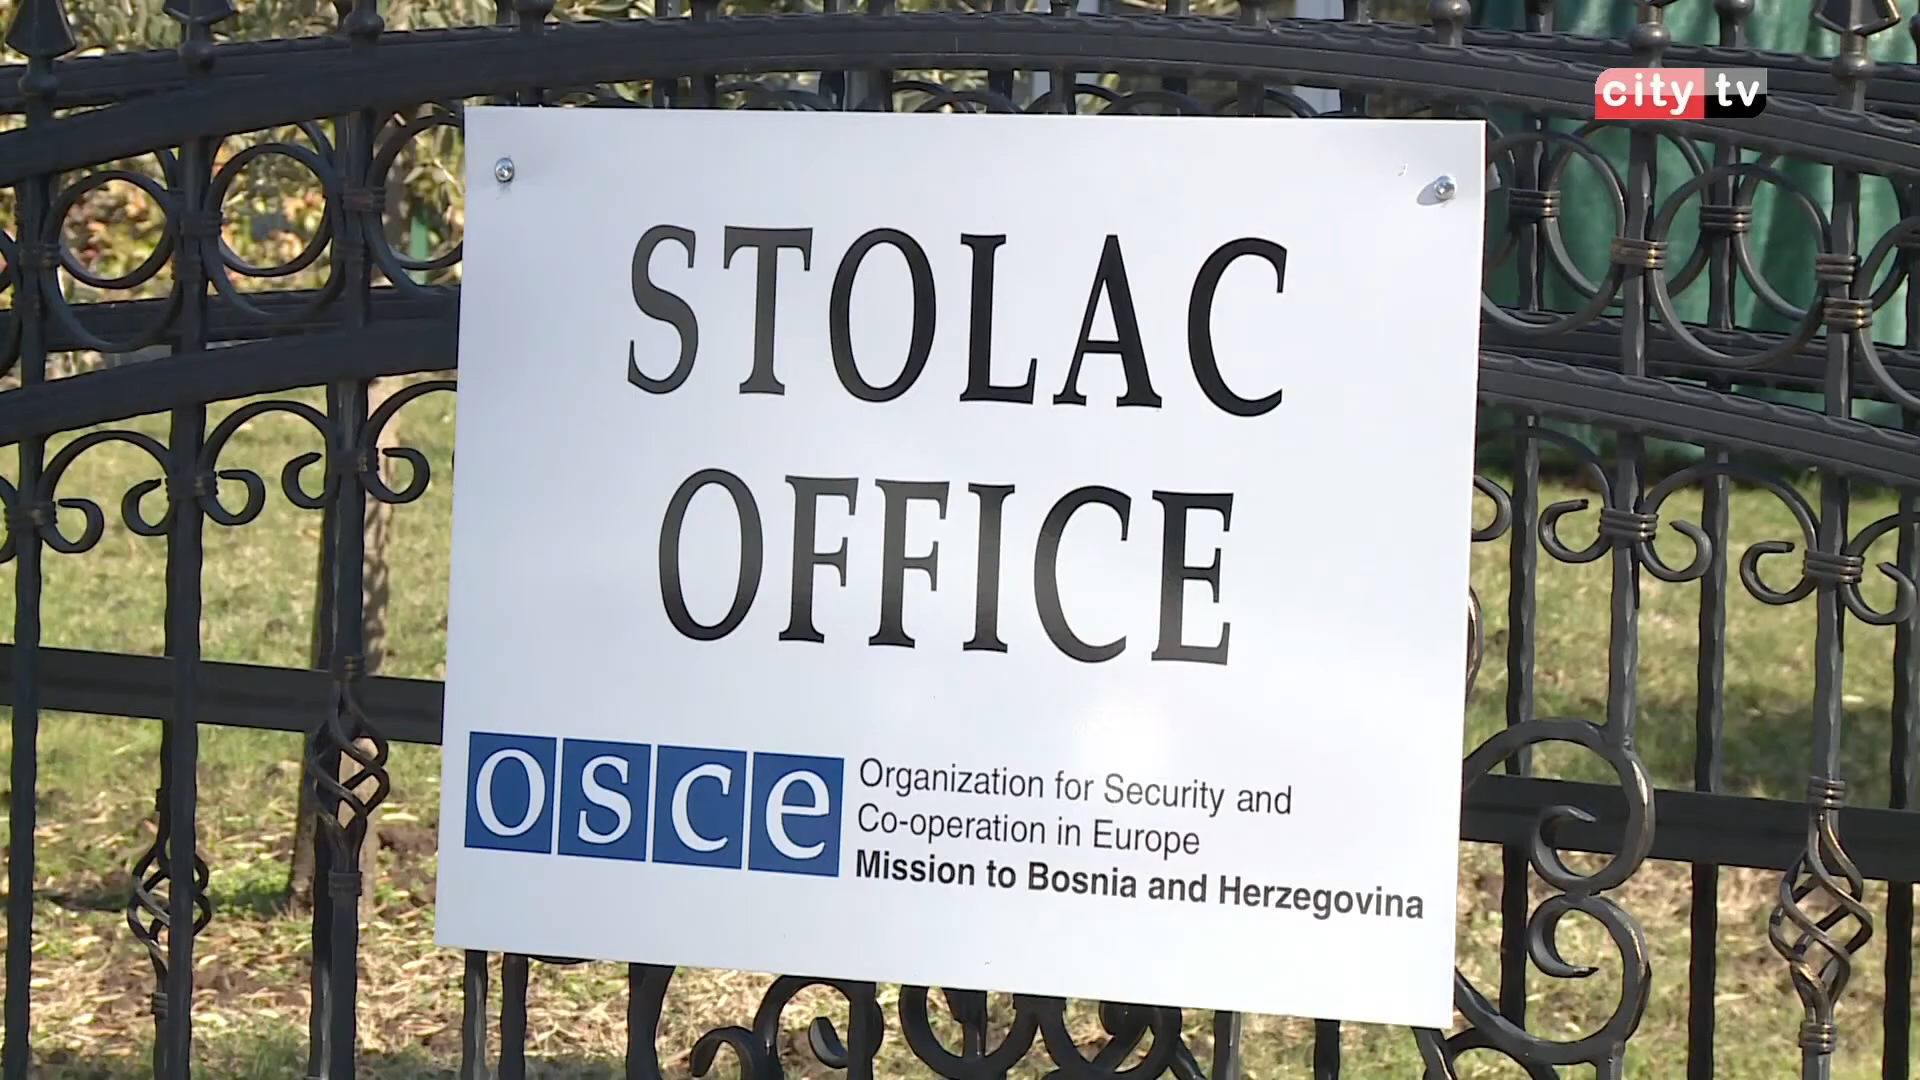 city tv
STOLAC
OFFICE
osce
Organization for Security and
Co-operation in Europe
Mission to Bosnia and Herzegovina